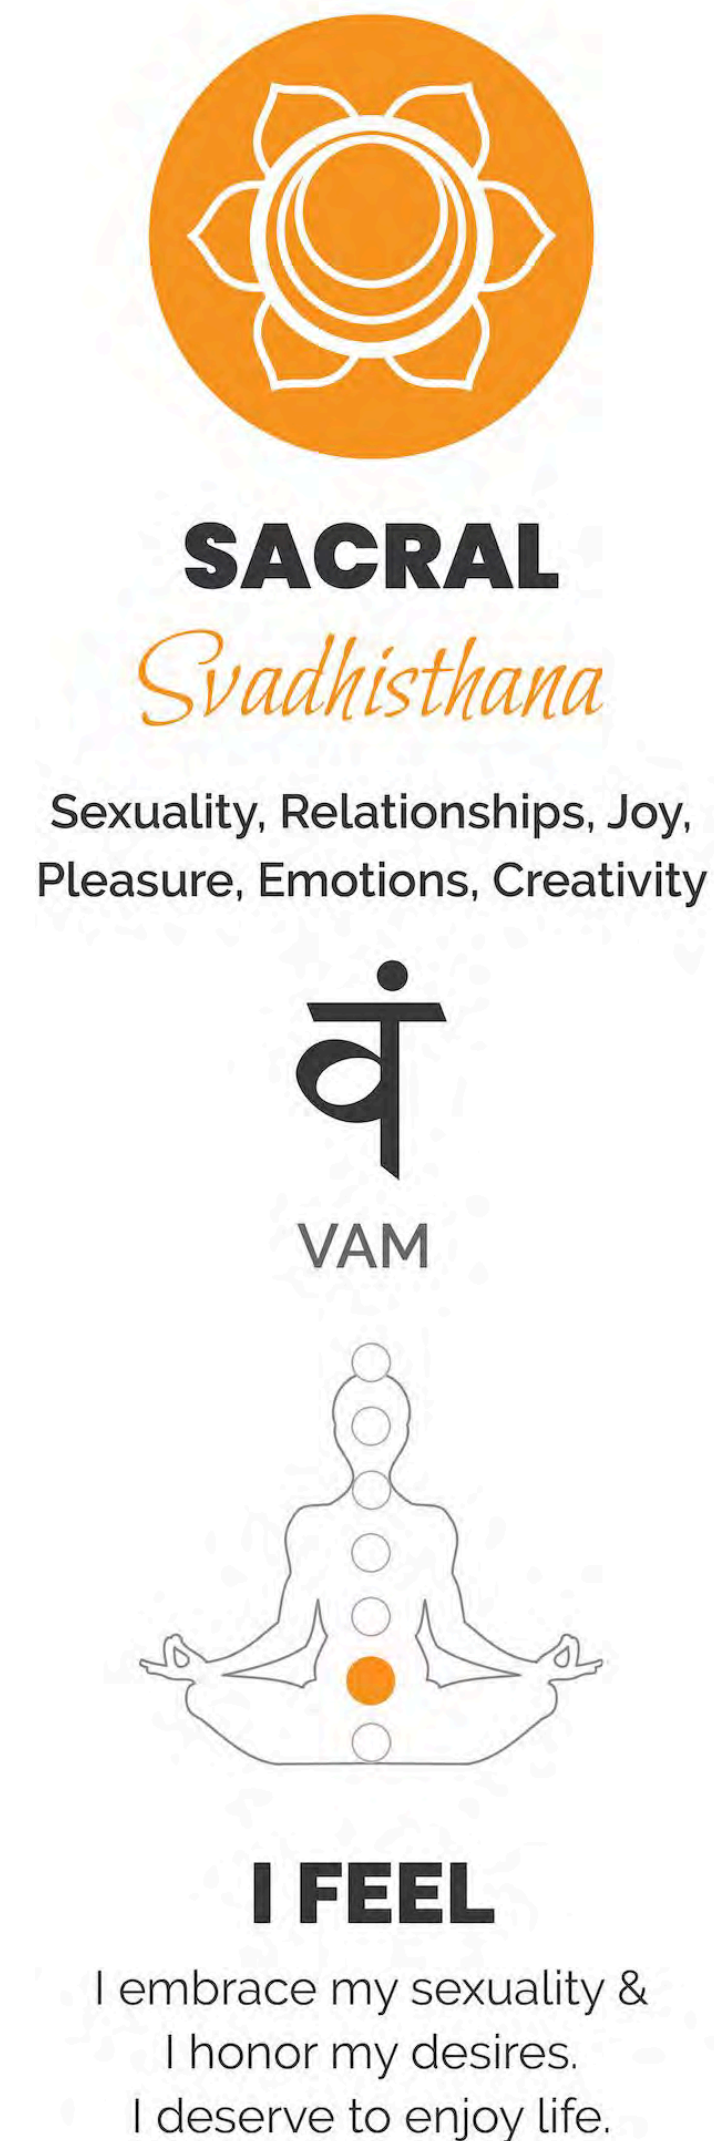 SACRAL
Svadhisthana
Sexuality, Relationships, Joy,
Pleasure, Emotions, Creativity
वं
VAM
I FEEL
I embrace my sexuality &
I honor my desires.
I deserve to enjoy life.